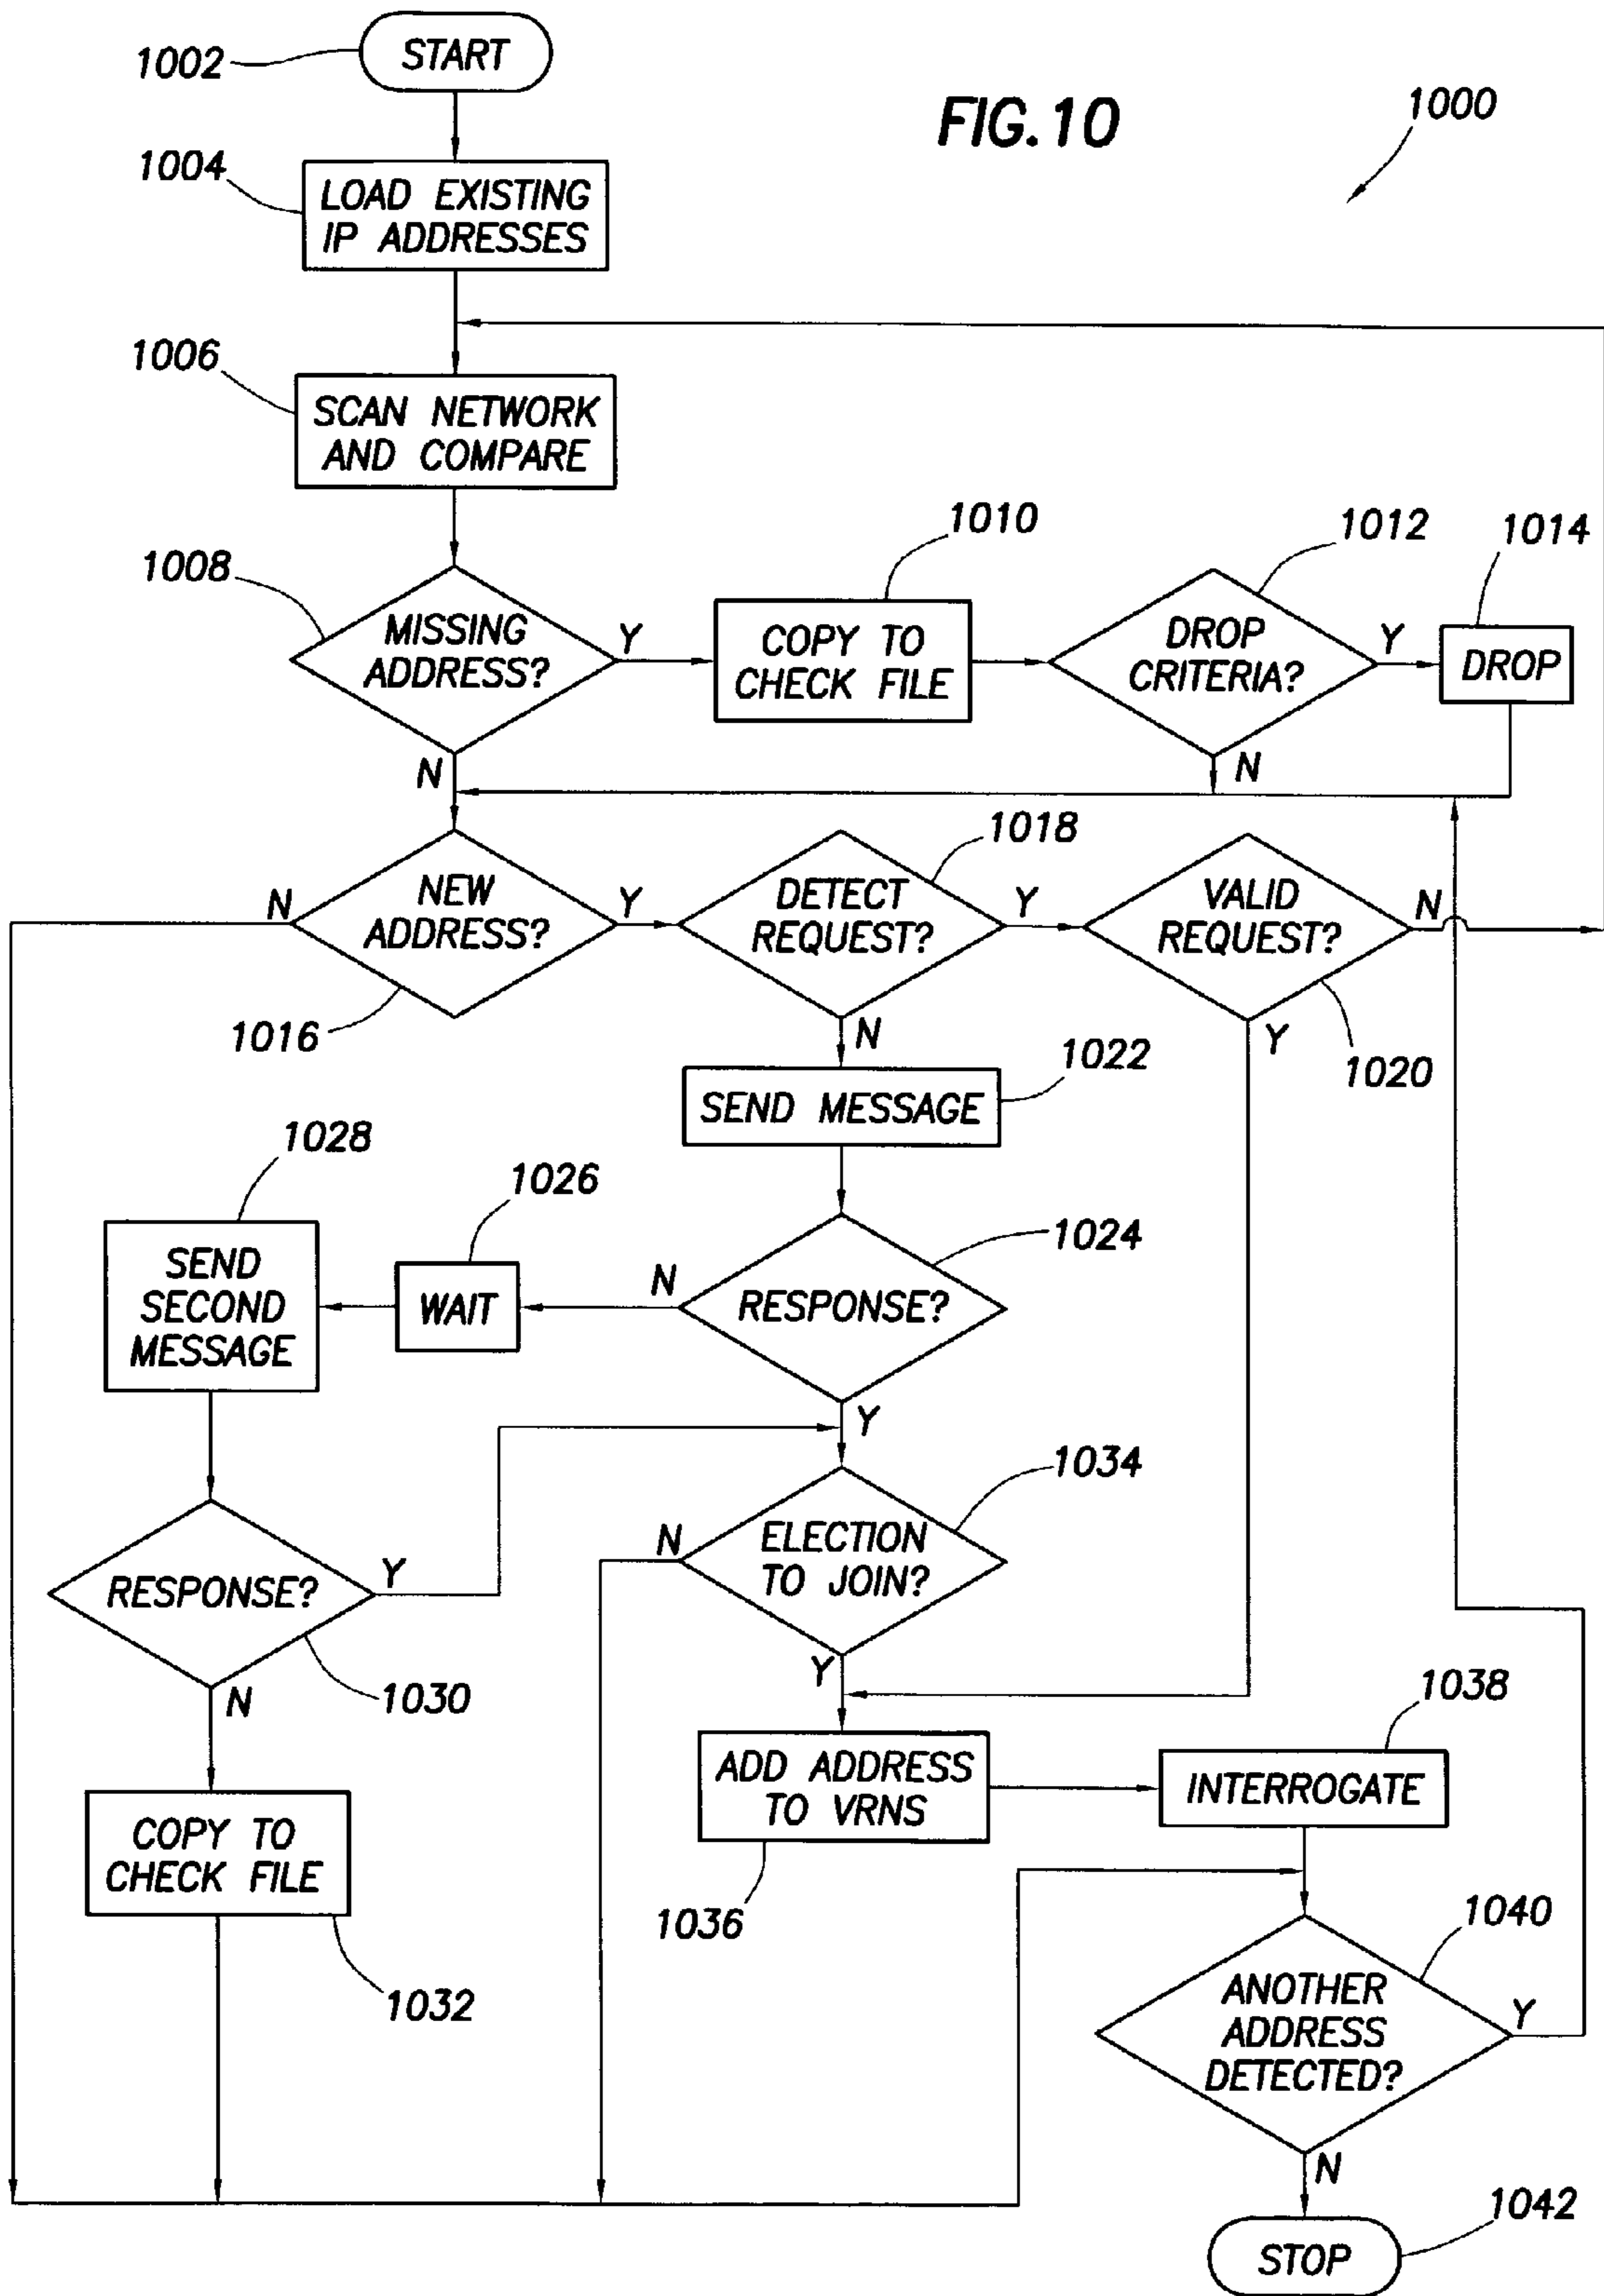 1002
START
FIG. 10
1000
1004
LOAD EXISTING
IP ADDRESSES
1006
SCAN NETWORK
AND COMPARE
1008
MISSING
ADDRESS?
Y
N
1010
COPY TO
CHECK FILE
1012
DROP
CRITERIA?
Y
N
1014
DROP
N
NEW
ADDRESS?
Y
1016
1018
DETECT
REQUEST?
Y
N
VALID
REQUEST?
N
Y
1020
1022
SEND MESSAGE
1028
SEND
SECOND
MESSAGE
1026
WAIT
N
1024
RESPONSE?
Y
1034
N
ELECTION
TO JOIN?
Y
RESPONSE?
Y
1030
N
COPY TO
CHECK FILE
1032
ADD ADDRESS
TO VRNS
1036
1038
INTERROGATE
1040
ANOTHER
ADDRESS
DETECTED?
Y
N
1042
STOP